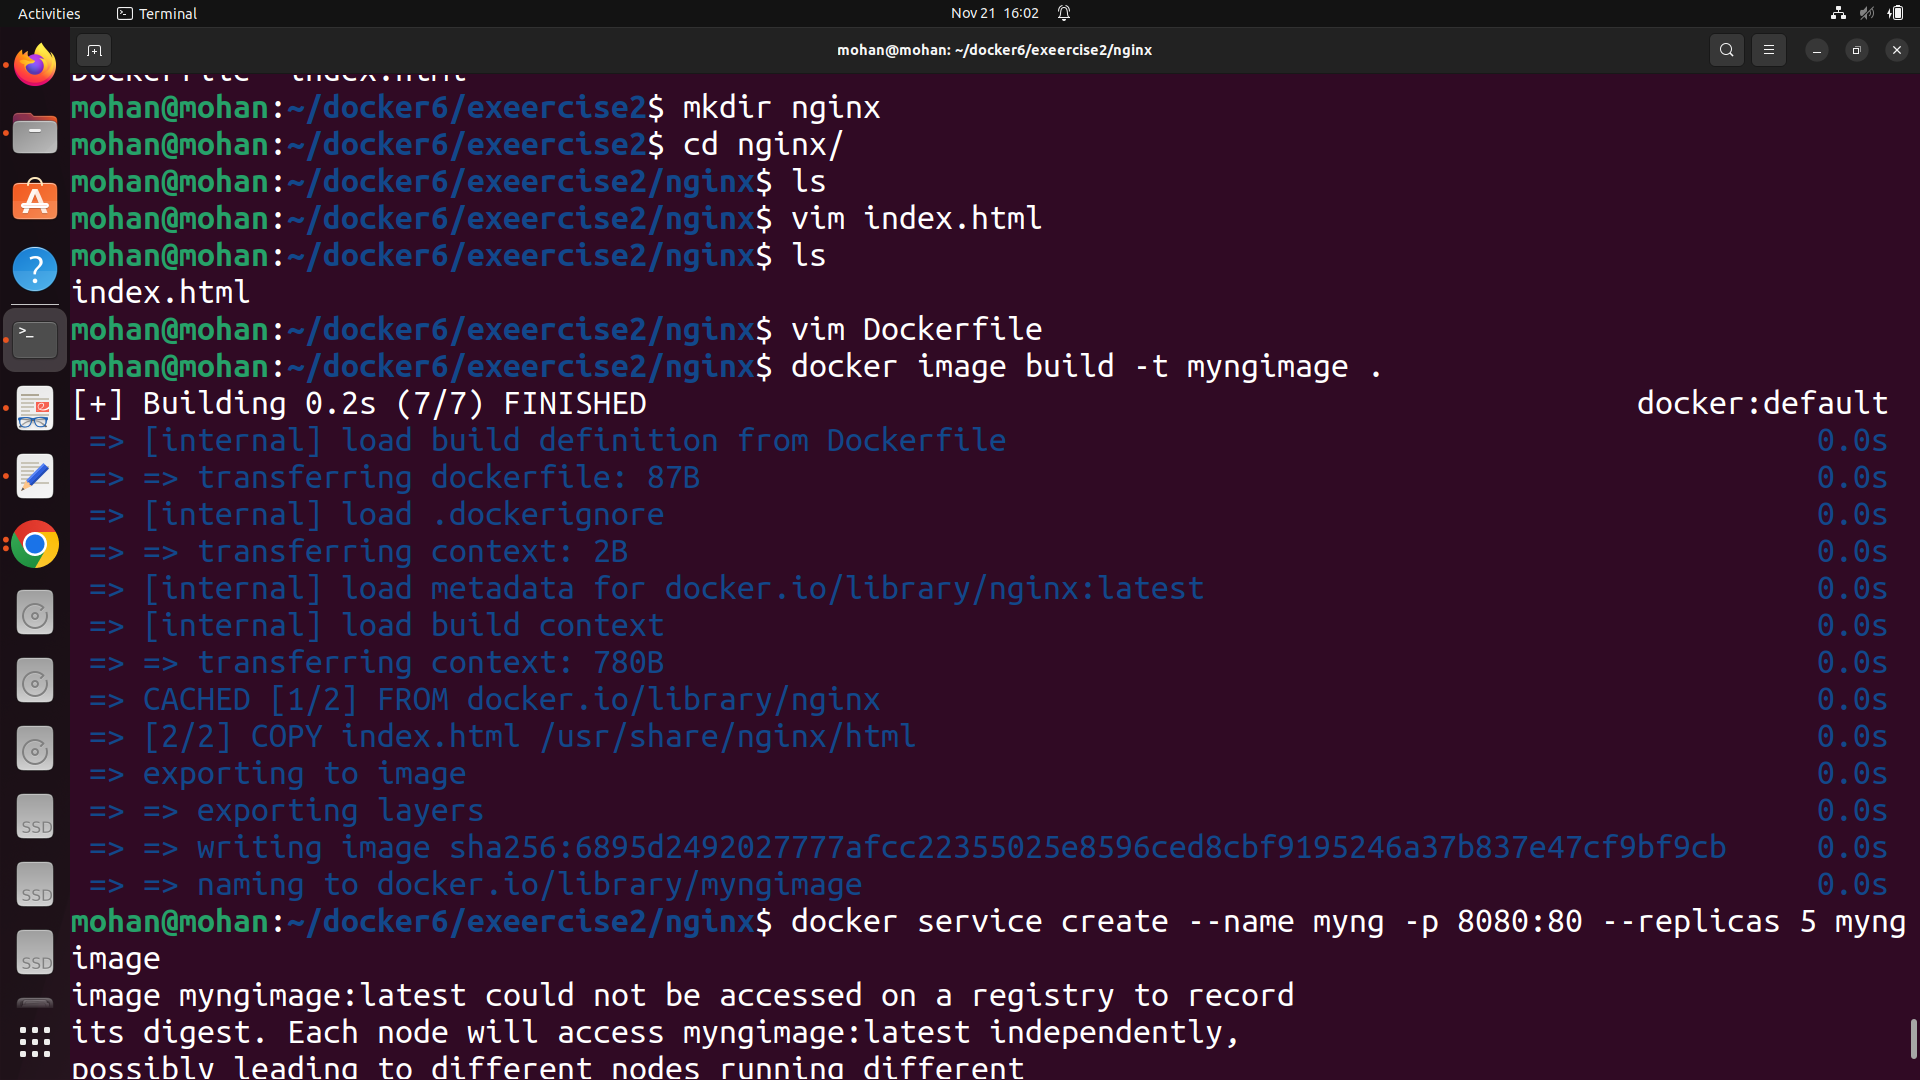 Activities
Terminal
Nov 21 16:02
mohan@mohan: ~/docker6/exeercise2/nginx
Dockerfile index.html
mohan@mohan:~/docker6/exeercise2$ mkdir nginx
mohan@mohan:~/docker6/exeercise2$ cd nginx/
mohan@mohan:~/docker6/exeercise2/nginx$ ls
mohan@mohan:~/docker6/exeercise2/nginx$ vim index.html
mohan@mohan:~/docker6/exeercise2/nginx$ ls
index.html
mohan@mohan:~/docker6/exeercise2/nginx$ vim Dockerfile
mohan@mohan:~/docker6/exeercise2/nginx$ docker image build -t myngimage .
[+] Building 0.2s (7/7) FINISHED docker:default
=> [internal] load build definition from Dockerfile 0.0s
=> => transferring dockerfile: 87B 0.0s
=> [internal] load .dockerignore 0.0s
=> => transferring context: 2B 0.0s
=> [internal] load metadata for docker.io/library/nginx:latest 0.0s
=> [internal] load build context 0.0s
=> => transferring context: 780B 0.0s
=> CACHED [1/2] FROM docker.io/library/nginx 0.0s
=> [2/2] COPY index.html /usr/share/nginx/html 0.0s
=> exporting to image 0.0s
=> => exporting layers 0.0s
=> => writing image sha256:6895d2492027777afcc22355025e8596ced8cbf9195246a37b837e47cf9bf9cb 0.0s
=> => naming to docker.io/library/myngimage 0.0s
mohan@mohan:~/docker6/exeercise2/nginx$ docker service create --name myng -p 8080:80 --replicas 5 myng
image
image myngimage:latest could not be accessed on a registry to record
its digest. Each node will access myngimage:latest independently,
possibly leading to different nodes running different
SSD
SSD
SSD